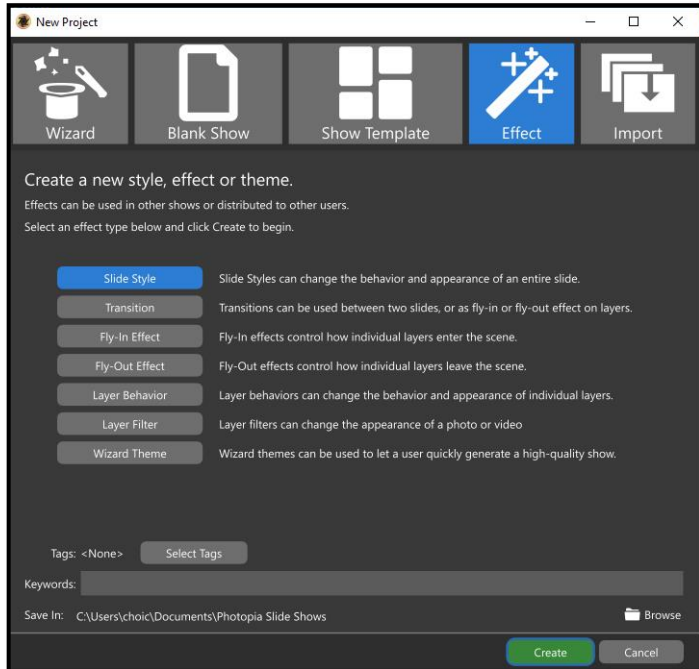 New Project
Wizard
Blank Show
Show Template
Effect
Import
Create a new style, effect or theme.
Effects can be used in other shows or distributed to other users.
Select an effect type below and click Create to begin.
Slide Style Slide Styles can change the behavior and appearance of an entire slide.
Transition Transitions can be used between two slides, or as fly-in or fly-out effect on layers.
Fly-In Effect Fly-In effects control how individual layers enter the scene.
Fly-Out Effect Fly-Out effects control how individual layers leave the scene.
Layer Behavior Layer behaviors can change the behavior and appearance of individual layers.
Layer Filter Layer filters can change the appearance of a photo or video
Wizard Theme Wizard themes can be used to let a user quickly generate a high-quality show.
Tags: <None> Select Tags
Keywords:
Save In: C:\Users\choic\Documents\Photopia Slide Shows Browse
Create Cancel